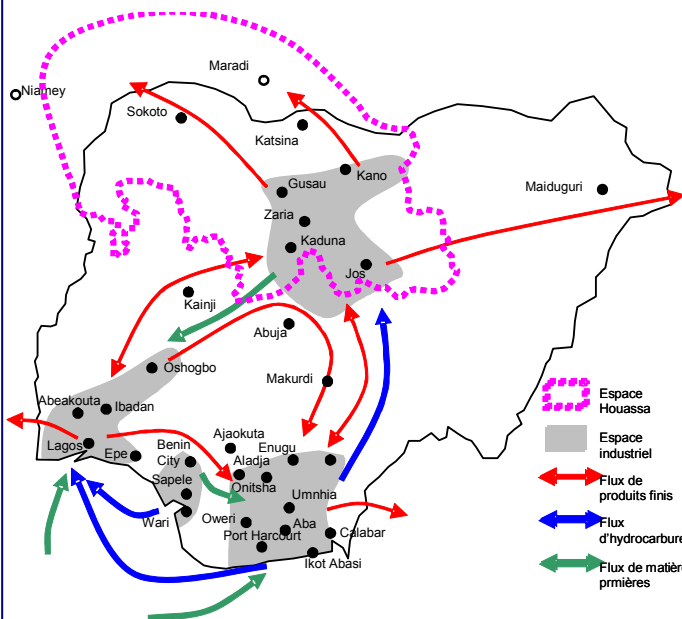 Maradi
Niamey
Sokoto
Katsina
Kano
Gusau
Maiduguri
Zaria
Kaduna
Jos
Kainji
Abuja
Oshogbo
Makurdi
Abeakouta
Ibadan
Lagos
Epe
Benin
City
Ajaokuta
Aladja
Enugu
Onitsha
Sapele
Umnhia
Wari
Oweri
Aba
Port Harcourt
Calabar
Ikot Abasi
Espace
Houassa
Espace
industriel
Flux de
produits finis
Flux
d'hydrocarbure
Flux de matièr
prmières